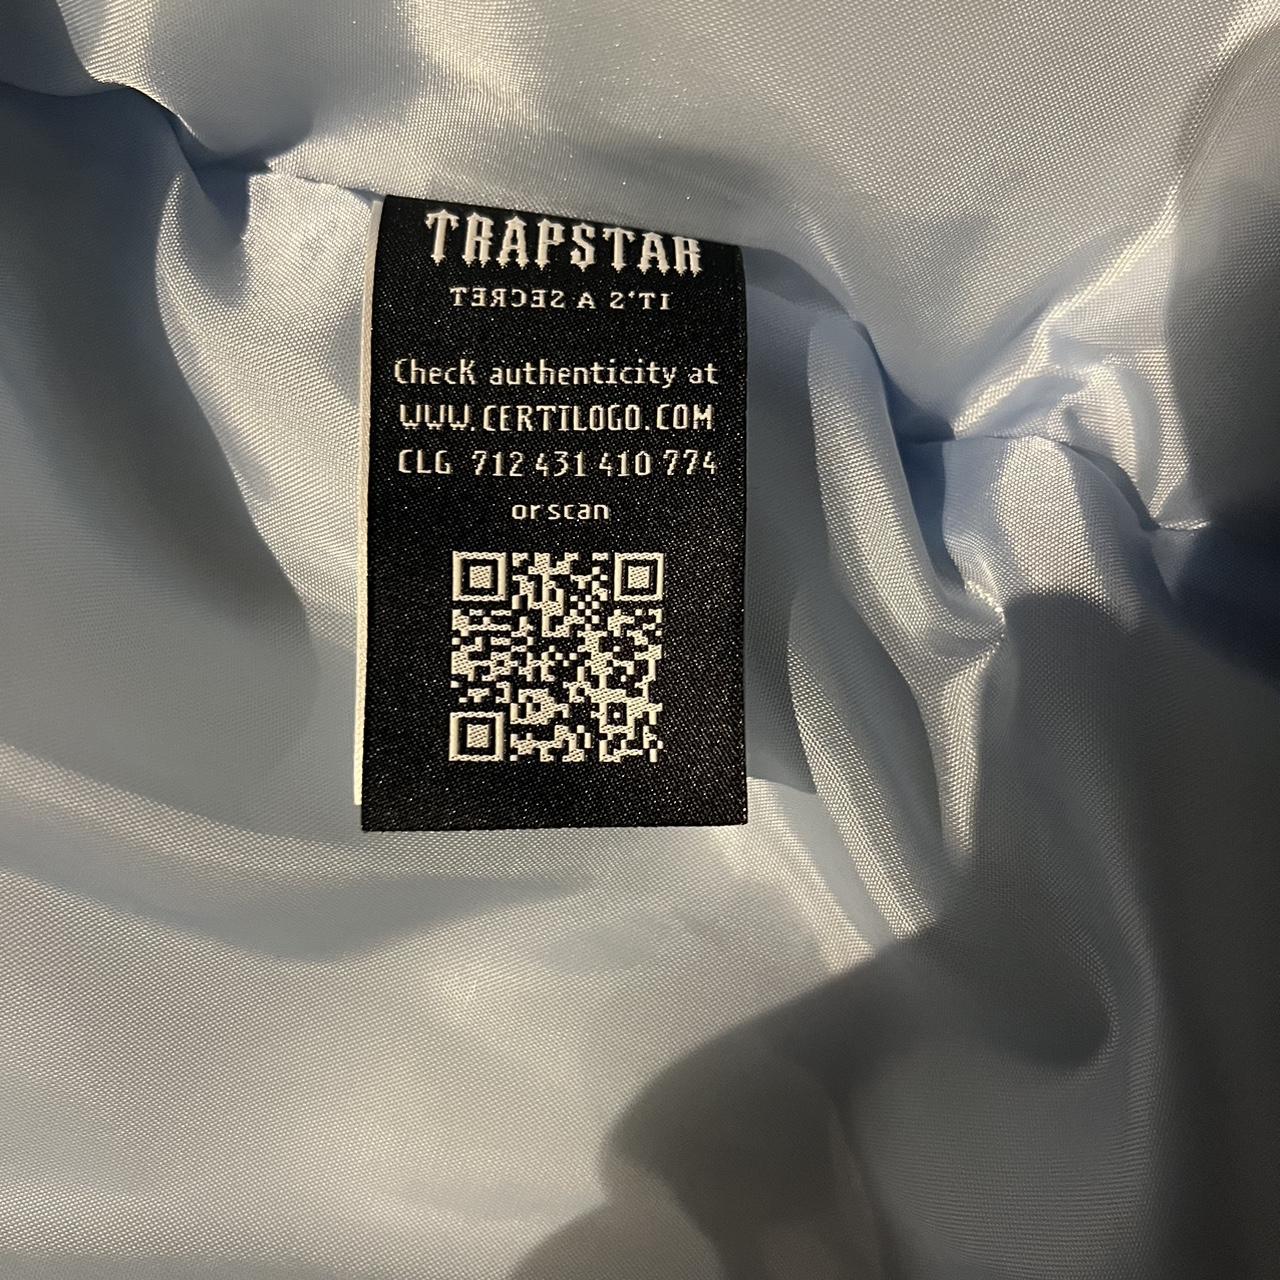 TRAPSTAR
IT'S A SECRET
Check authenticity at
WWW.CERTILOGO.COM
CLG 712 431 410 774
or scan